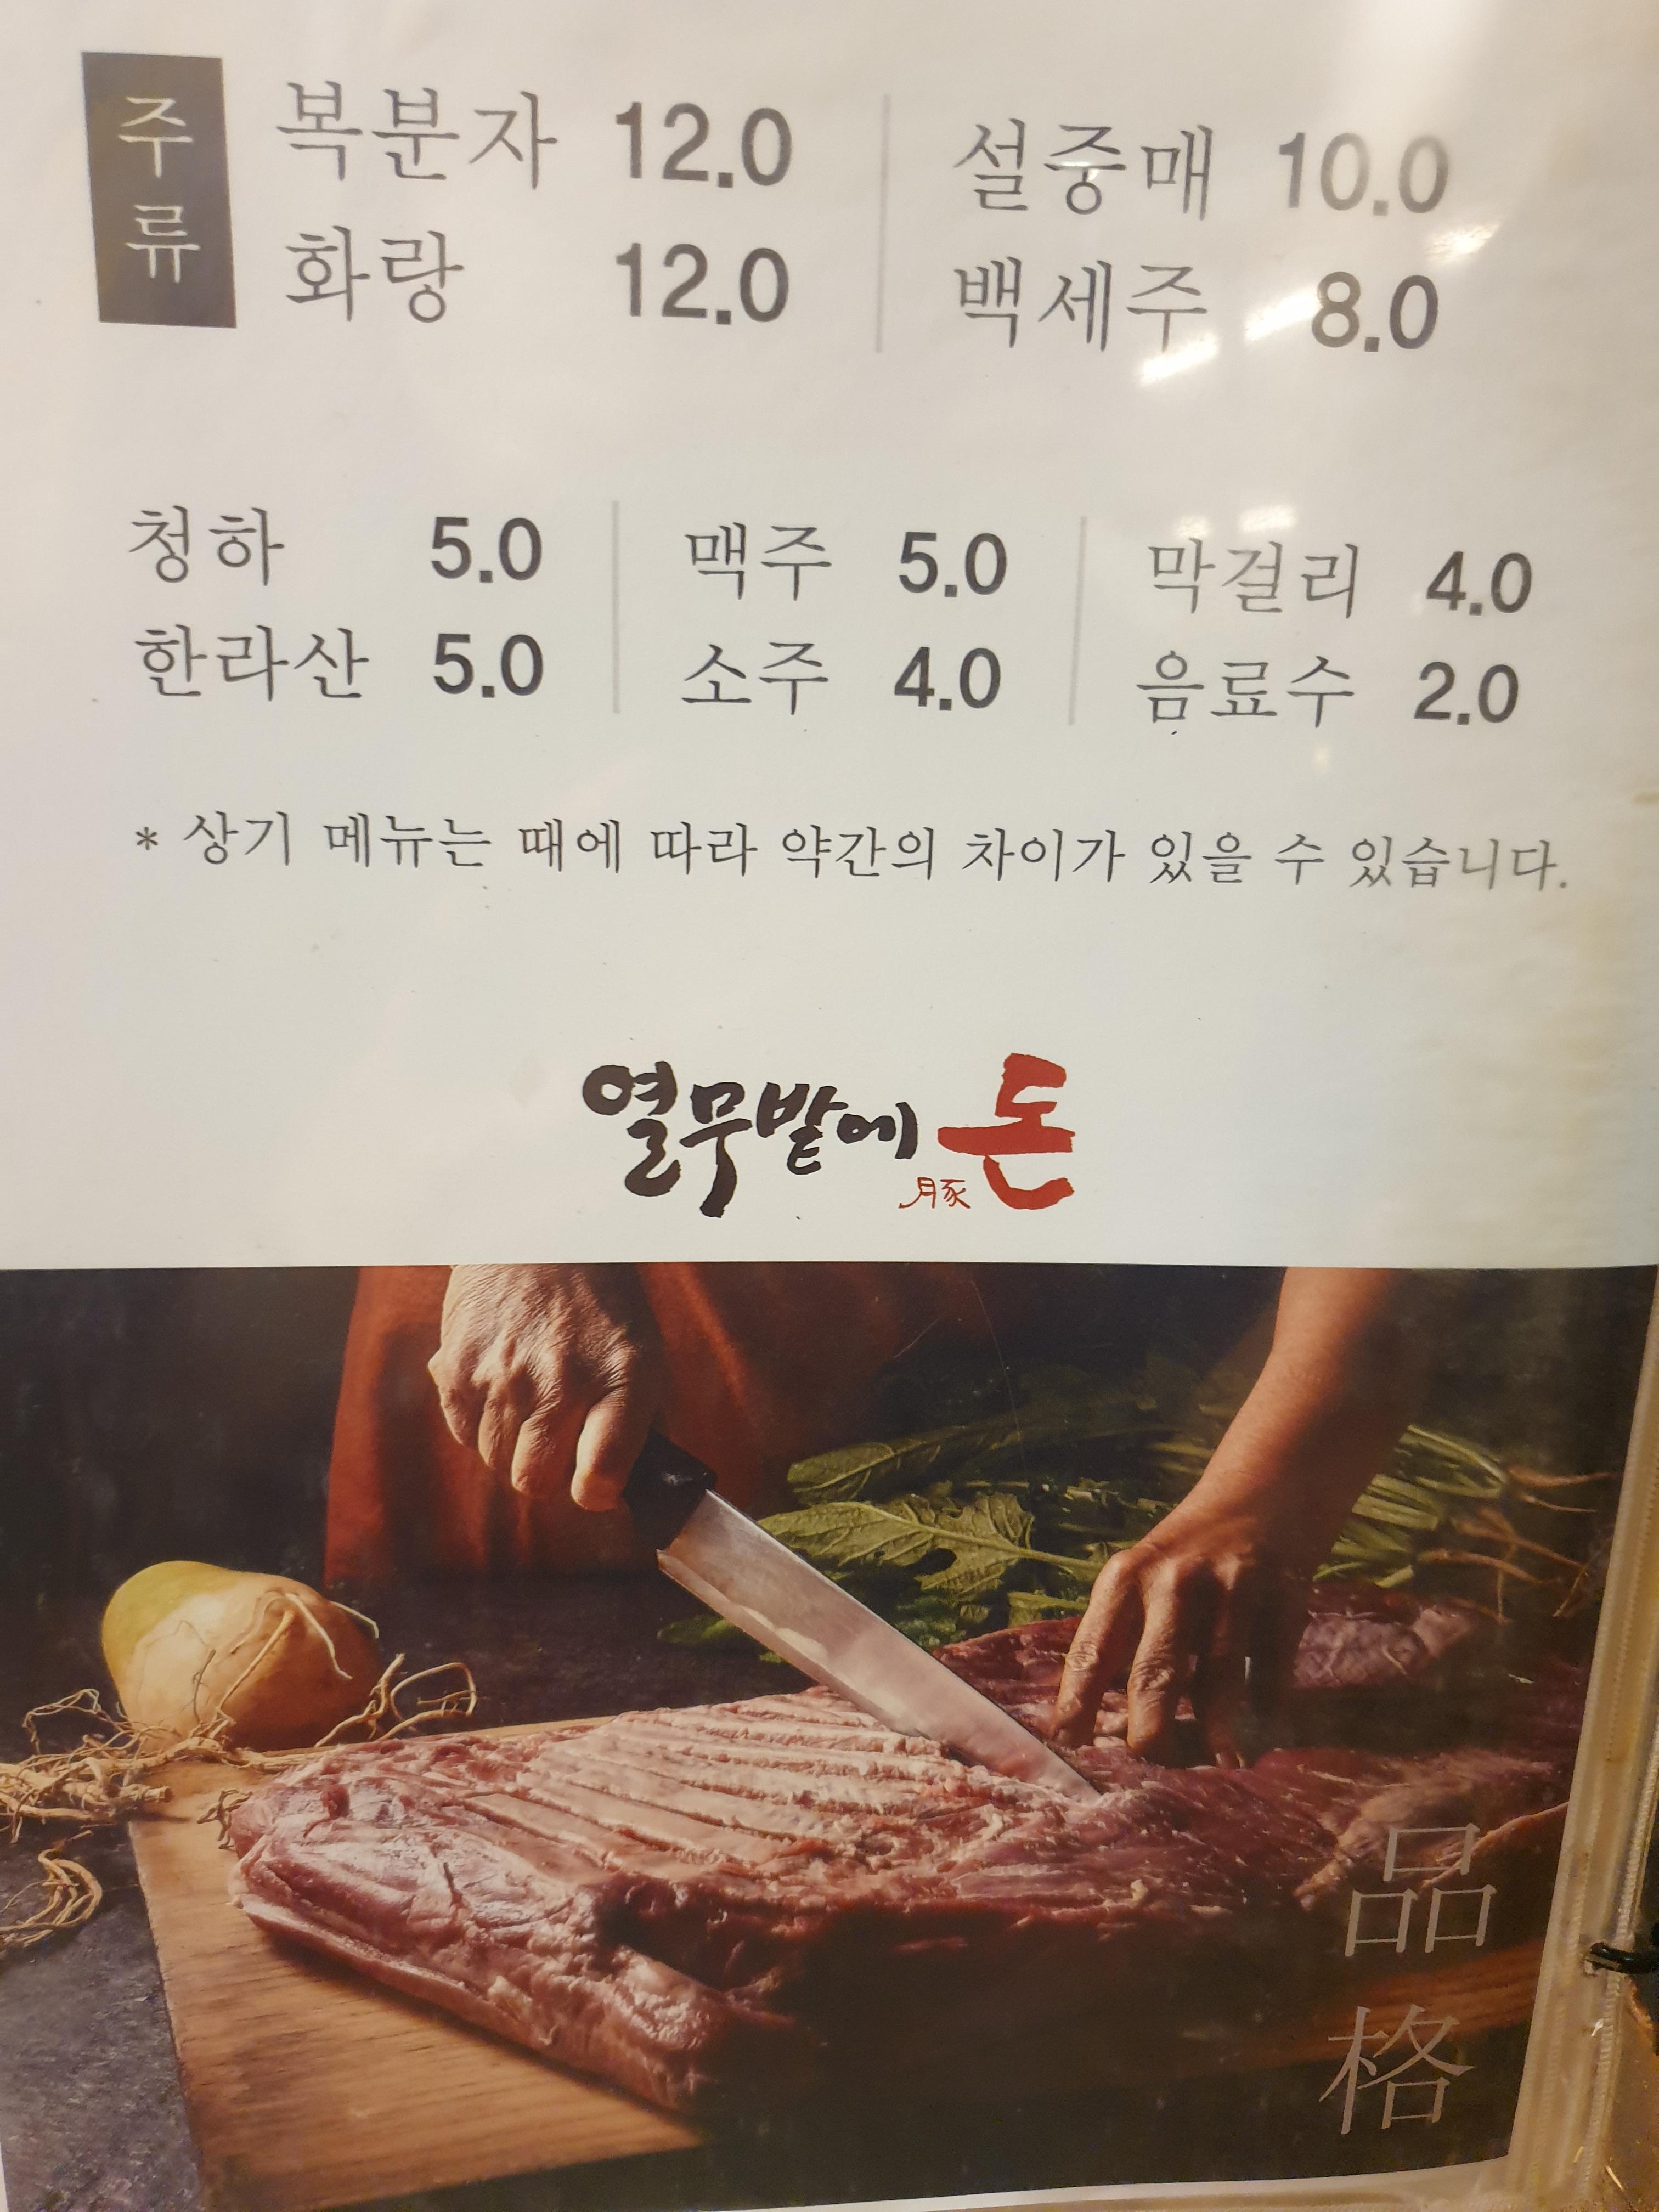 주류
복분자 12.0
화랑 12.0
설중매 10.0
백세주 8.0
청하 5.0
한라산 5.0
맥주 5.0
소주 4.0
막걸리 4.0
음료수 2.0
* 상기 메뉴는 때에 따라 약간의 차이가 있을 수 있습니다.
열무밭에 돈
豚
品格